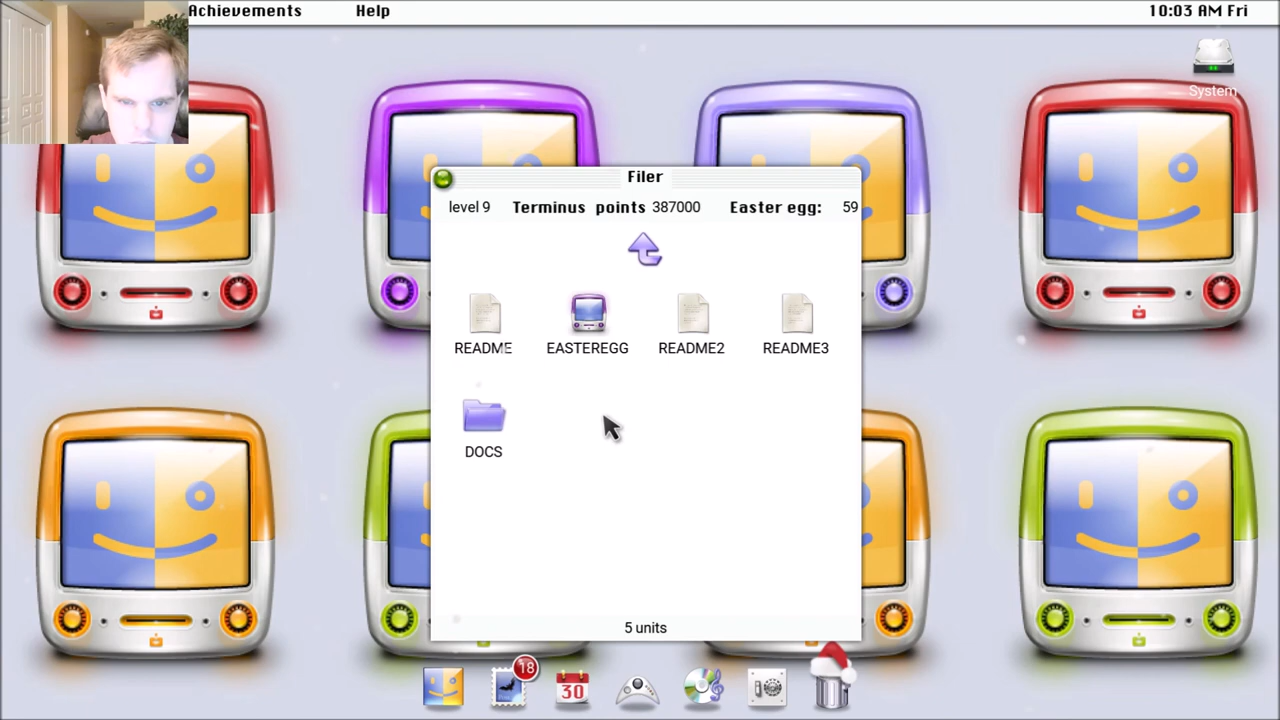 Achievements Help 10:03 AM Fri
System
Filer
level 9 Terminus points 387000 Easter egg: 59
README EASTEREGG README2 README3
DOCS
5 units
18
30